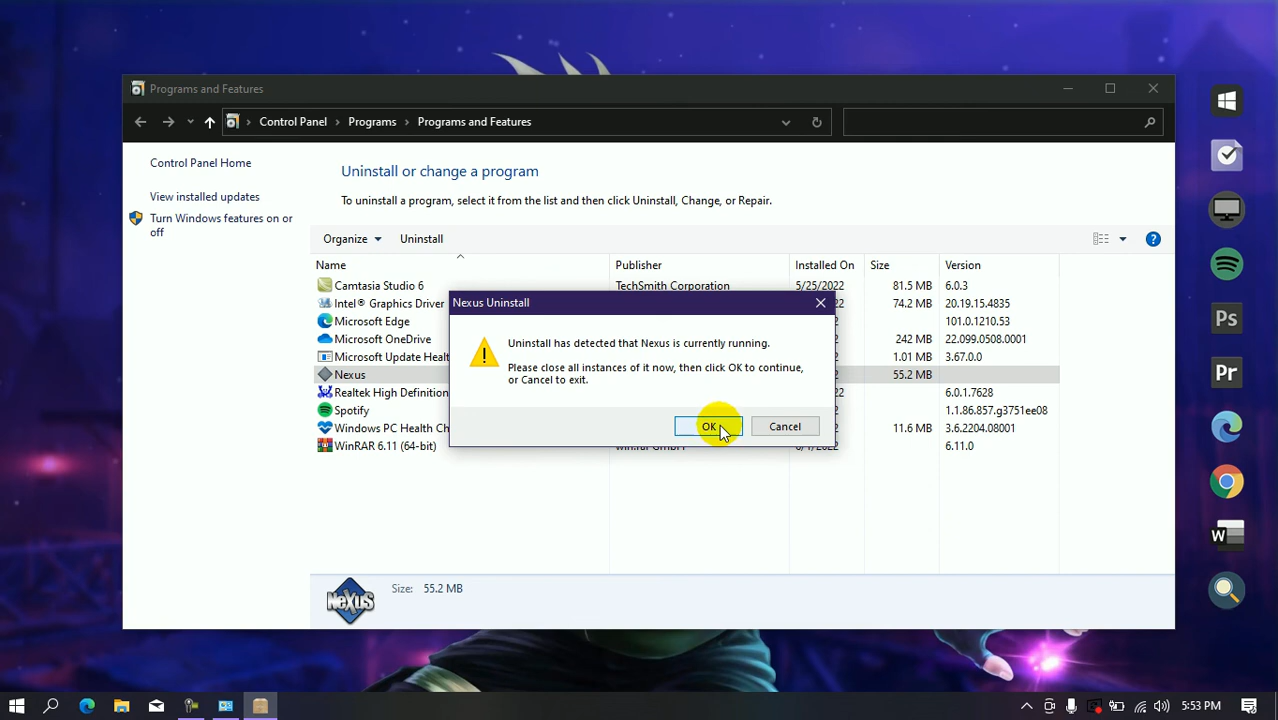 Programs and Features
Control Panel
Programs
Programs and Features
Control Panel Home
View installed updates
Turn Windows features on or
off
Uninstall or change a program
To uninstall a program, select it from the list and then click Uninstall, Change, or Repair.
Organize Uninstall
Name Publisher Installed On Size Version
Camtasia Studio 6 TechSmith Corporation 5/25/2022 81.5 MB 6.0.3
Intel® Graphics Driver 74.2 MB 20.19.15.4835
Microsoft Edge 101.0.1210.53
Microsoft OneDrive 242 MB 22.099.0508.0001
Microsoft Update Healt 1.01 MB 3.67.0.0
Nexus 55.2 MB
Realtek High Definition 6.0.1.7628
Spotify 1.1.86.857.g3751ee08
Windows PC Health Ch 11.6 MB 3.6.2204.08001
WinRAR 6.11 (64-bit) win.rar GmbH 6/1/2022 6.11.0
Nexus Uninstall
Uninstall has detected that Nexus is currently running.
Please close all instances of it now, then click OK to continue,
or Cancel to exit.
OK Cancel
NeXuS
Size: 55.2 MB
Ps
Pr
W
5:53 PM